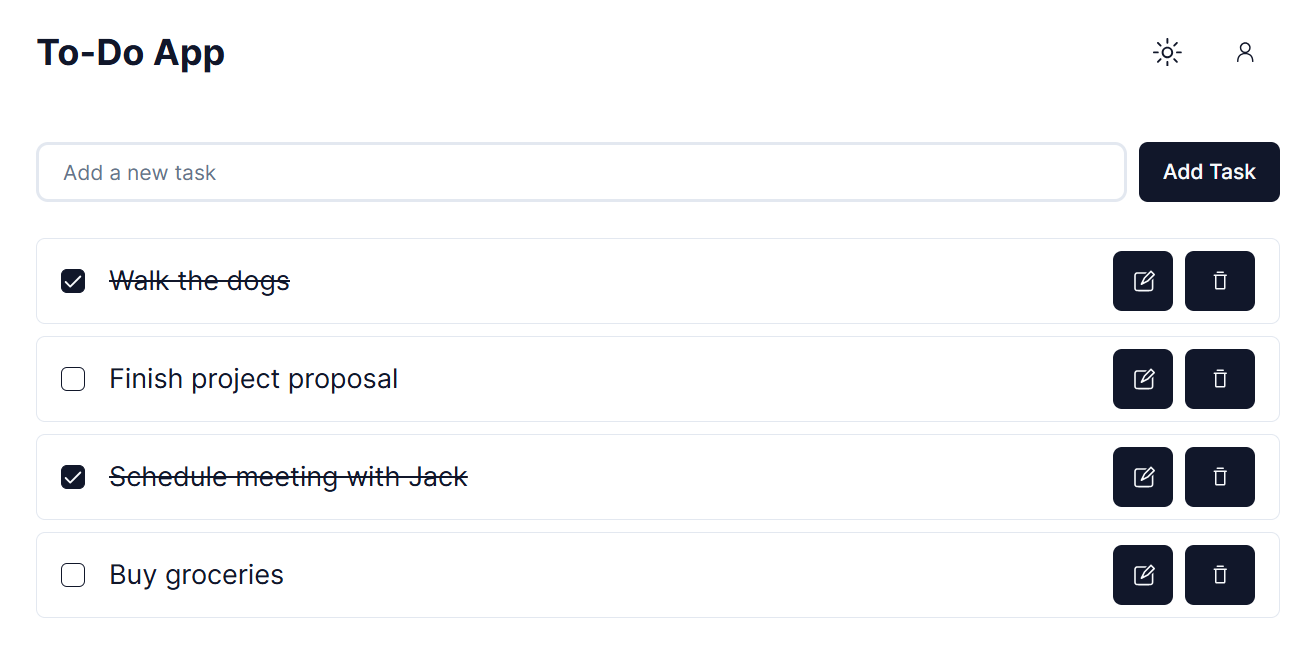 To-Do App
Add a new task
Add Task
Walk the dogs
Finish project proposal
Schedule meeting with Jack
Buy groceries